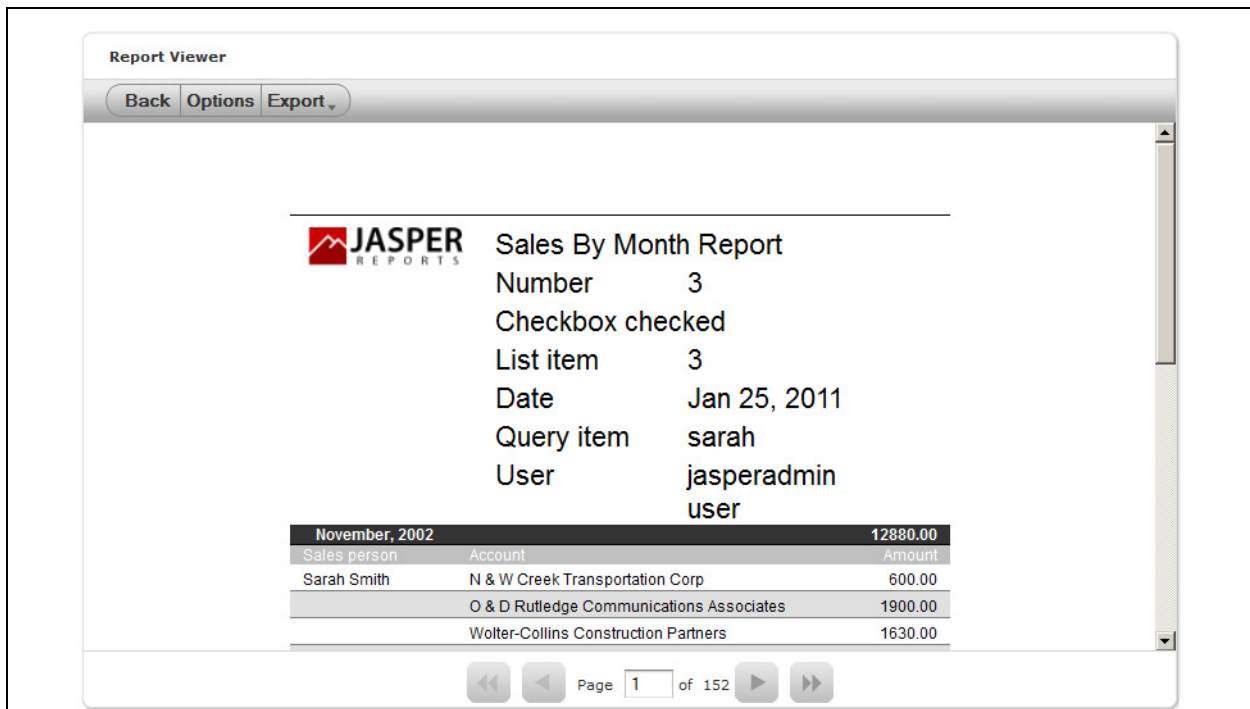 Report Viewer
Back Options Export
JASPER
REPORTS
Sales By Month Report
Number 3
Checkbox checked
List item 3
Date Jan 25, 2011
Query item sarah
User jasperadmin
user
November, 2002 12880.00
Sales person Account Amount
Sarah Smith N & W Creek Transportation Corp 600.00
O & D Rutledge Communications Associates 1900.00
Wolter-Collins Construction Partners 1630.00
Page 1 of 152